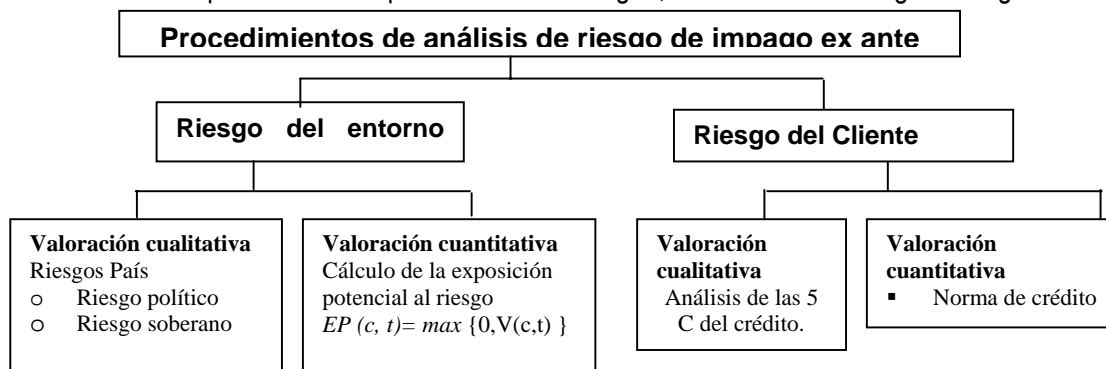 Procedimientos de análisis de riesgo de impago ex ante
Riesgo del entorno
Riesgo del Cliente
Valoración cualitativa
Riesgos País
o Riesgo político
o Riesgo soberano
Valoración cuantitativa
Cálculo de la exposición
potencial al riesgo
EP (c, t)= max {0,V(c,t) }
Valoración
cualitativa
Análisis de las 5
C del crédito.
Valoración
cuantitativa
▪ Norma de crédito